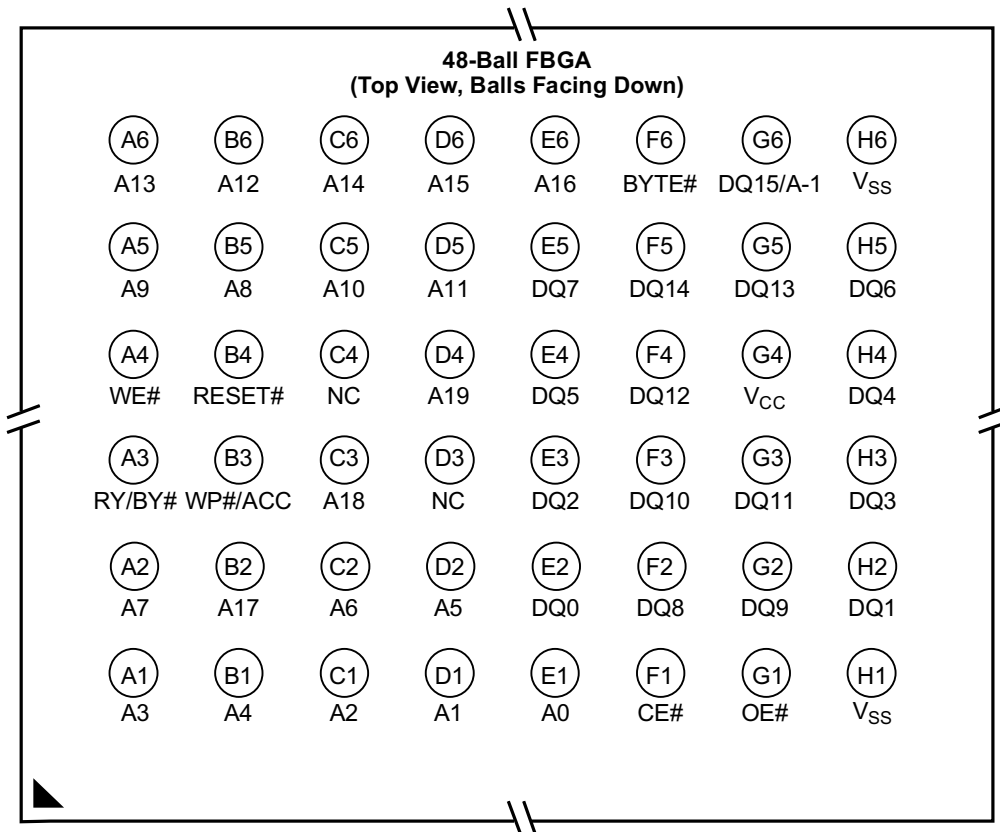 48-Ball FBGA
(Top View, Balls Facing Down)
A6 B6 C6 D6 E6 F6 G6 H6
A13 A12 A14 A15 A16 BYTE# DQ15/A-1 VSS
A5 B5 C5 D5 E5 F5 G5 H5
A9 A8 A10 A11 DQ7 DQ14 DQ13 DQ6
A4 B4 C4 D4 E4 F4 G4 H4
WE# RESET# NC A19 DQ5 DQ12 VCC DQ4
A3 B3 C3 D3 E3 F3 G3 H3
RY/BY# WP#/ACC A18 NC DQ2 DQ10 DQ11 DQ3
A2 B2 C2 D2 E2 F2 G2 H2
A7 A17 A6 A5 DQ0 DQ8 DQ9 DQ1
A1 B1 C1 D1 E1 F1 G1 H1
A3 A4 A2 A1 A0 CE# OE# VSS